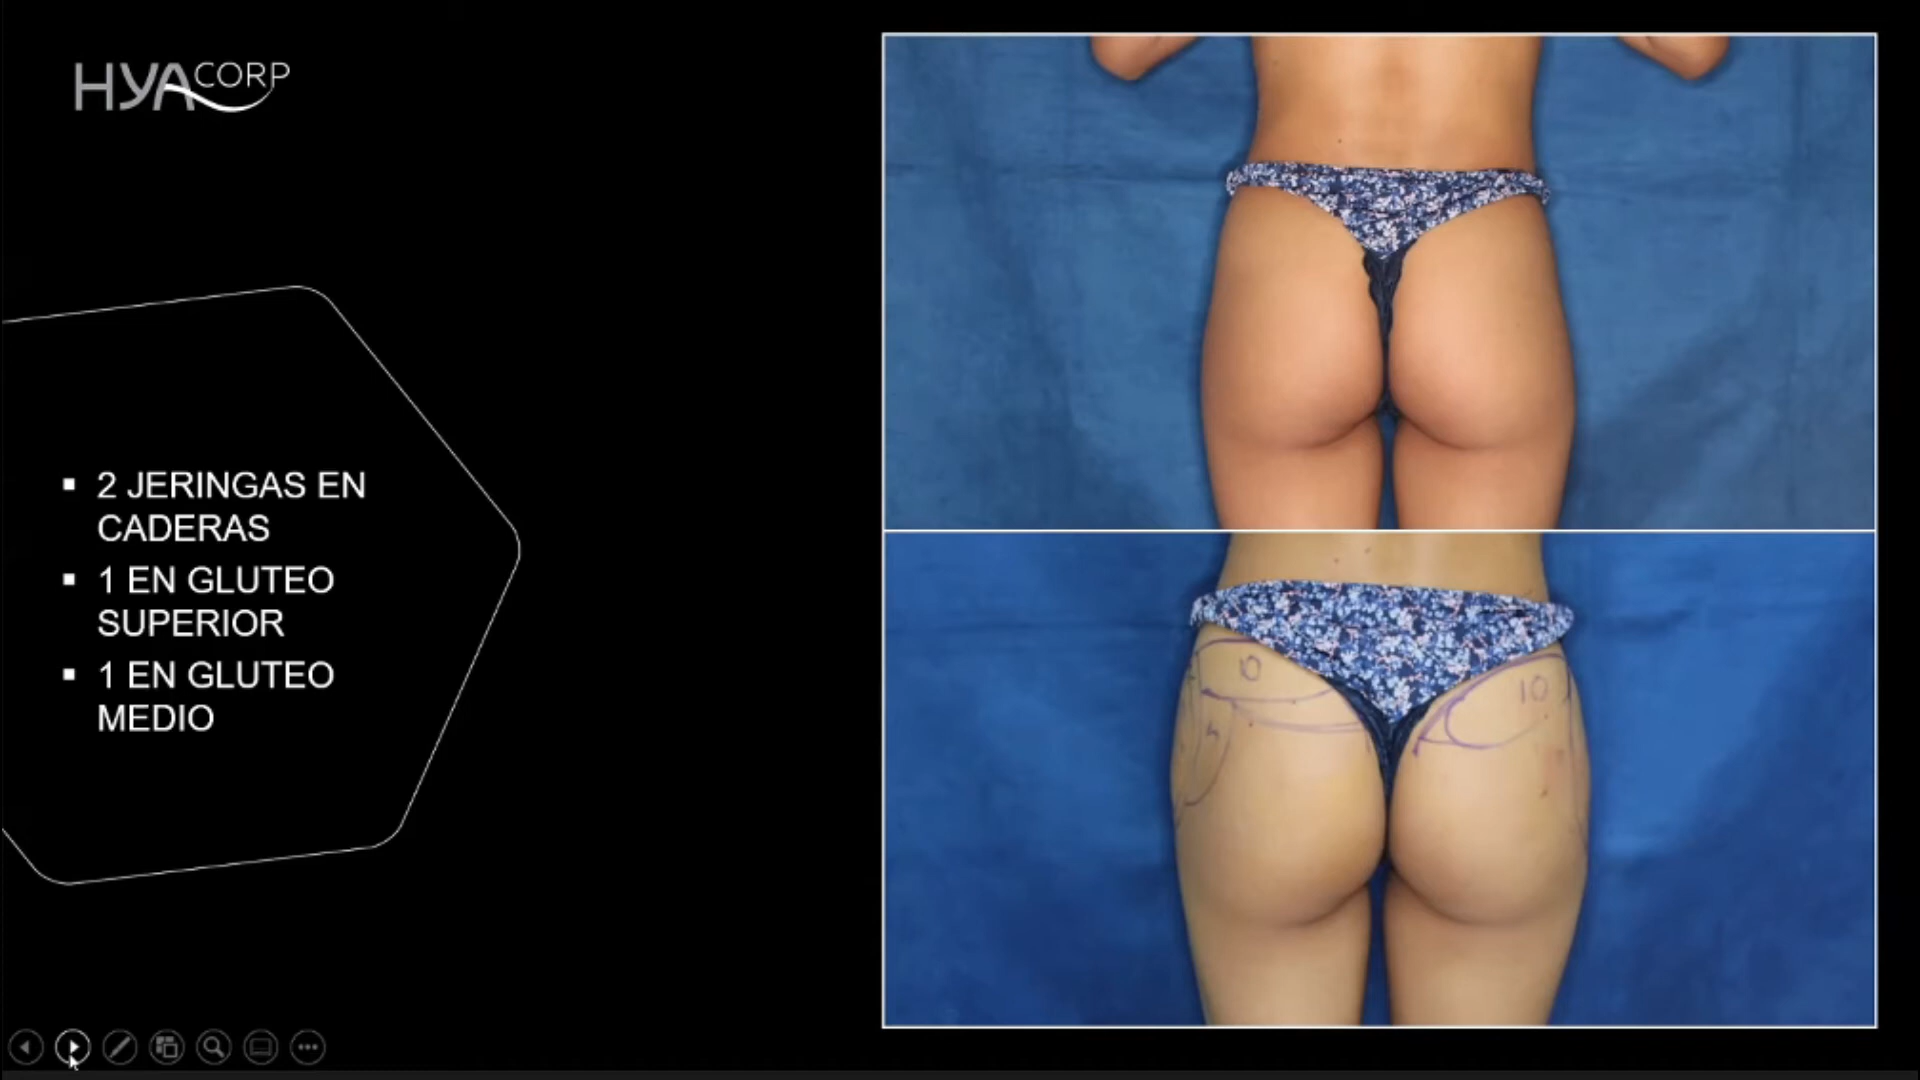 HYACORP
2 JERINGAS EN
CADERAS
1 EN GLUTEO
SUPERIOR
1 EN GLUTEO
MEDIO
10
10